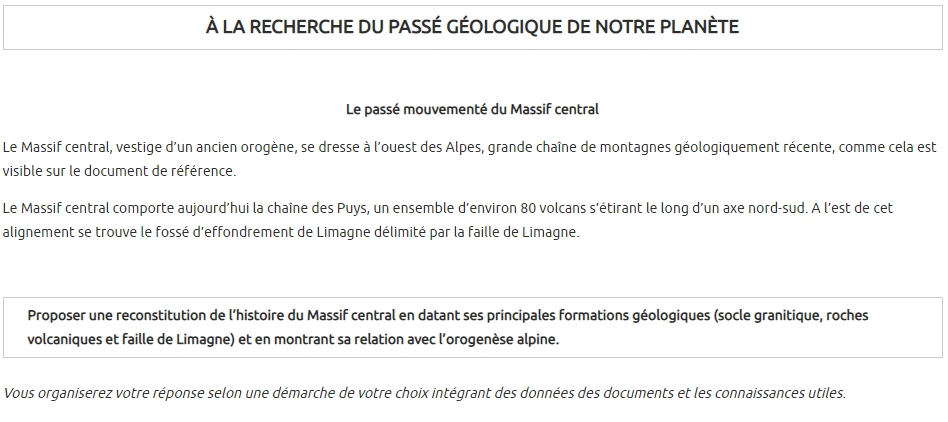 À LA RECHERCHE DU PASSÉ GÉOLOGIQUE DE NOTRE PLANÈTE
Le passé mouvementé du Massif central
Le Massif central, vestige d’un ancien orogène, se dresse à l’ouest des Alpes, grande chaîne de montagnes géologiquement récente, comme cela est
visible sur le document de référence.
Le Massif central comporte aujourd’hui la chaîne des Puys, un ensemble d’environ 80 volcans s’étirant le long d’un axe nord-sud. A l’est de cet
alignement se trouve le fossé d’effondrement de Limagne délimité par la faille de Limagne.
Proposer une reconstitution de l’histoire du Massif central en datant ses principales formations géologiques (socle granitique, roches
volcaniques et faille de Limagne) et en montrant sa relation avec l’orogenèse alpine.
Vous organiserez votre réponse selon une démarche de votre choix intégrant des données des documents et les connaissances utiles.